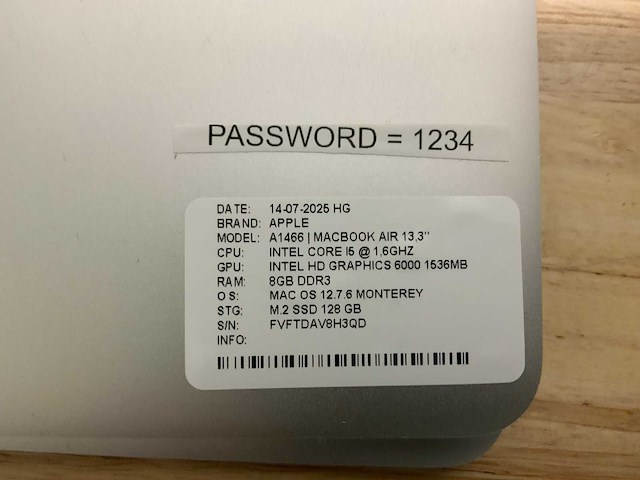 PASSWORD = 1234
DATE: 14-07-2025 HG
BRAND: APPLE
MODEL: A1466 | MACBOOK AIR 13,3''
CPU: INTEL CORE I5 @ 1,6GHZ
GPU: INTEL HD GRAPHICS 6000 1536MB
RAM: 8GB DDR3
OS: MAC OS 12.7.6 MONTEREY
STG: M.2 SSD 128 GB
S/N: FVFTDAV8H3QD
INFO: